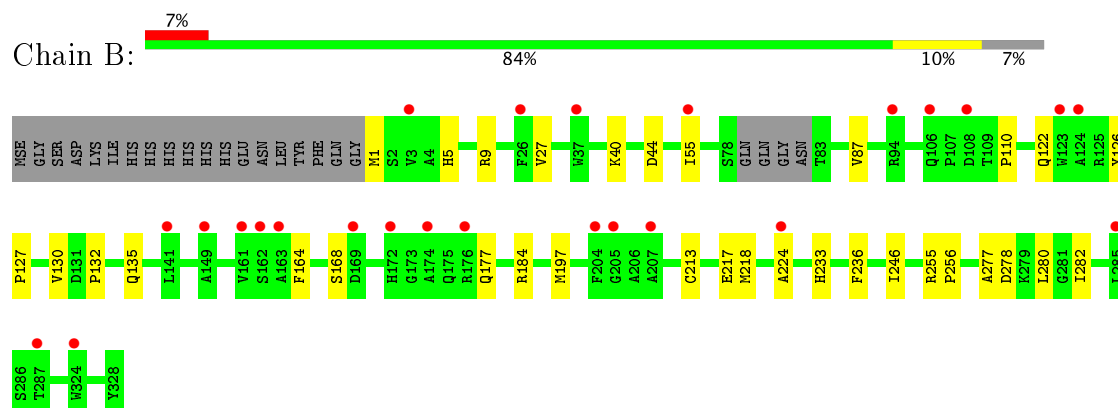 7%
Chain B:
84% 10% 7%
MSE GLY SER ASP LYS ILE HIS HIS HIS HIS HIS HIS GLU ASN LEU TYR PHE GLN GLY M1 S2 V3 A4 H5 R9 F26 V27 W37 K40 D44 I55 S78 GLN GLN GLY ASN T83 V87 R94 Q106 P107 D108 T109 P110 Q122 W123 A124 R125 Y126
P127 V130 D131 P132 Q135 L141 A149 V161 S162 A163 F164 S168 D169 H172 G173 A174 Q175 R176 Q177 R184 M197 F204 G205 A206 A207 C213 E217 M218 A224 H233 F236 I246 R255 P256 A277 D278 K279 L280 G281 I282 L285
S286 T287 W324 Y328